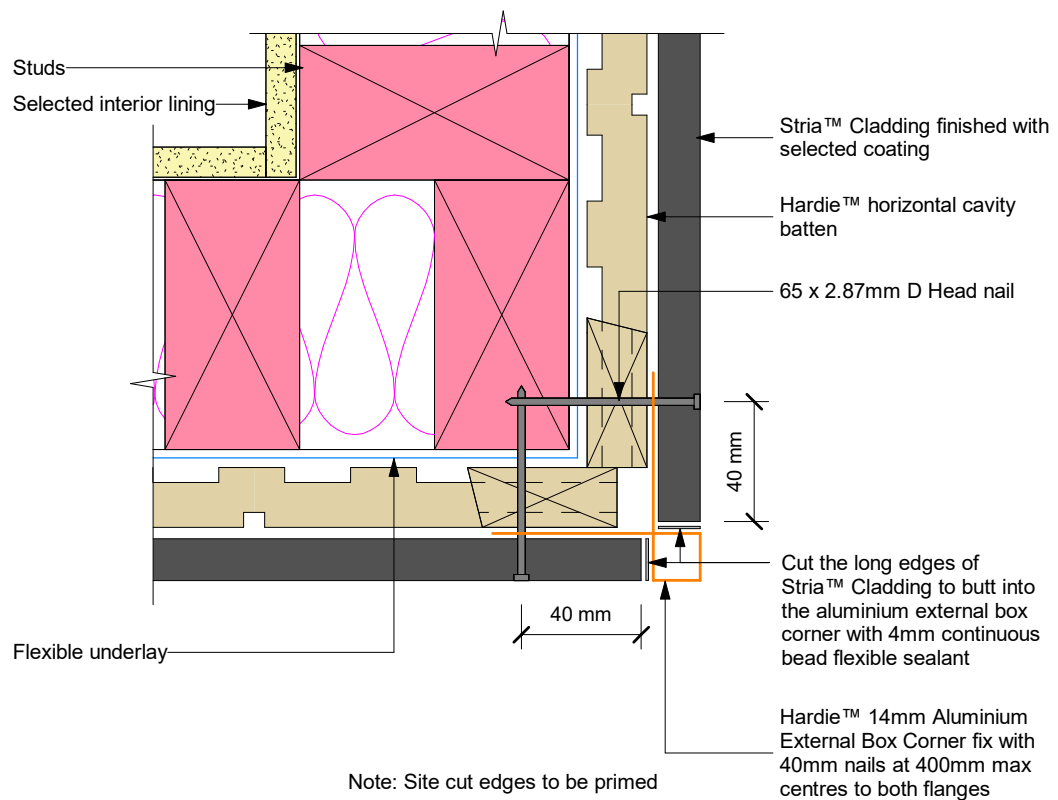 Studs
Selected interior lining
Stria™ Cladding finished with
selected coating
Hardie™ horizontal cavity
batten
65 x 2.87mm D Head nail
40 mm
40 mm
Cut the long edges of
Stria™ Cladding to butt into
the aluminium external box
corner with 4mm continuous
bead flexible sealant
Flexible underlay
Hardie™ 14mm Aluminium
External Box Corner fix with
40mm nails at 400mm max
centres to both flanges
Note: Site cut edges to be primed